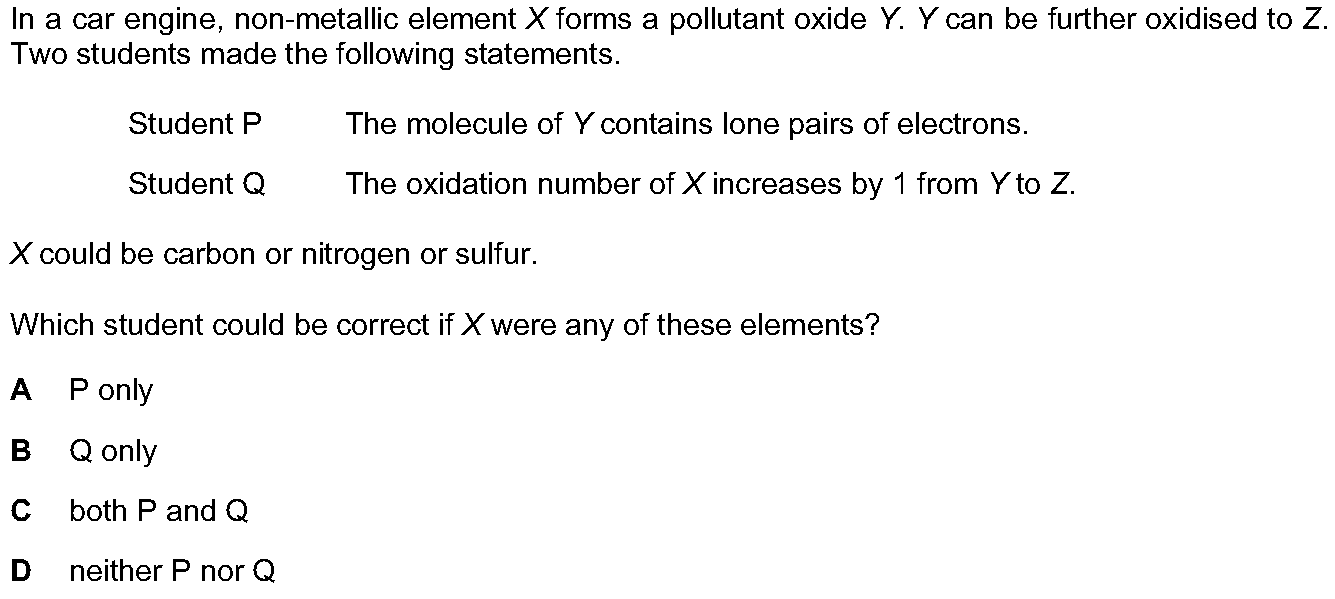 In a car engine, non-metallic element X forms a pollutant oxide Y. Y can be further oxidised to Z.
Two students made the following statements.
Student P The molecule of Y contains lone pairs of electrons.
Student Q The oxidation number of X increases by 1 from Y to Z.
X could be carbon or nitrogen or sulfur.
Which student could be correct if X were any of these elements?
A P only
B Q only
C both P and Q
D neither P nor Q